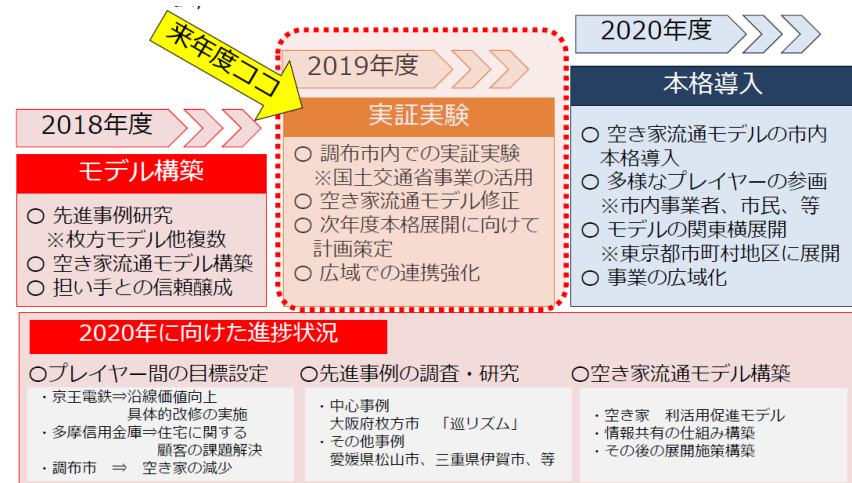 来年度ココ
2018年度
モデル構築
○ 先進事例研究
※枚方モデル他複数
○ 空き家流通モデル構築
○ 担い手との信頼醸成
2019年度
実証実験
○ 調布市内での実証実験
※国土交通省事業の活用
○ 空き家流通モデル修正
○ 次年度本格展開に向けて
計画策定
○ 広域での連携強化
2020年度
本格導入
○ 空き家流通モデルの市内
本格導入
○ 多様なプレイヤーの参画
※市内事業者、市民、等
○ モデルの関東横展開
※東京都市町村地区に展開
○ 事業の広域化
2020年に向けた進捗状況
○プレイヤー間の目標設定
・京王電鉄⇒沿線価値向上
具体的改修の実施
・多摩信用金庫⇒住宅に関する
顧客の課題解決
・調布市 ⇒ 空き家の減少
○先進事例の調査・研究
・中心事例
大阪府枚方市 「巡リズム」
・その他事例
愛媛県松山市、三重県伊賀市、等
○空き家流通モデル構築
・空き家 利活用促進モデル
・情報共有の仕組み構築
・その後の展開施策構築